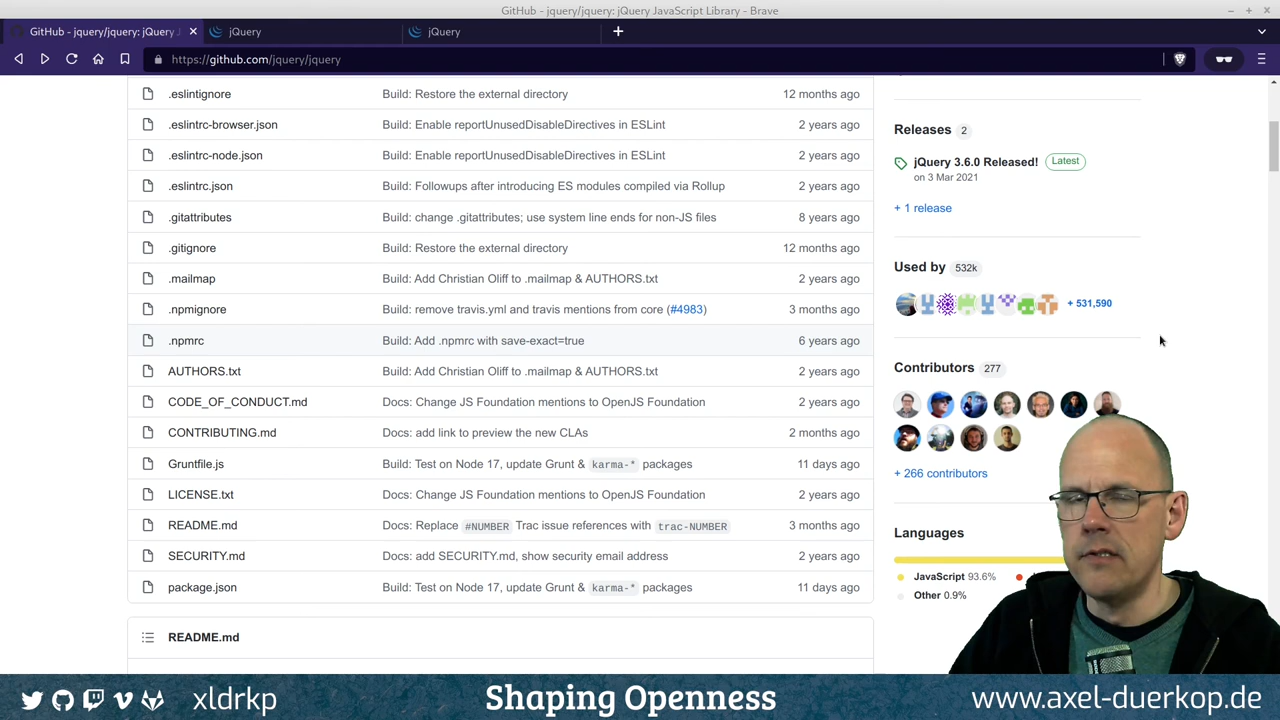 GitHub - jquery/jquery: jQuery JavaScript Library - Brave
GitHub - jquery/jquery: jQuery J
jQuery
jQuery
https://github.com/jquery/jquery
.eslintignore Build: Restore the external directory 12 months ago
.eslintrc-browser.json Build: Enable reportUnusedDisableDirectives in ESLint 2 years ago
.eslintrc-node.json Build: Enable reportUnusedDisableDirectives in ESLint 2 years ago
.eslintrc.json Build: Followups after introducing ES modules compiled via Rollup 2 years ago
.gitattributes Build: change .gitattributes; use system line ends for non-JS files 8 years ago
.gitignore Build: Restore the external directory 12 months ago
.mailmap Build: Add Christian Oliff to .mailmap & AUTHORS.txt 2 years ago
.npmignore Build: remove travis.yml and travis mentions from core (#4983) 3 months ago
.npmrc Build: Add .npmrc with save-exact=true 6 years ago
AUTHORS.txt Build: Add Christian Oliff to .mailmap & AUTHORS.txt 2 years ago
CODE_OF_CONDUCT.md Docs: Change JS Foundation mentions to OpenJS Foundation 2 years ago
CONTRIBUTING.md Docs: add link to preview the new CLAs 2 months ago
Gruntfile.js Build: Test on Node 17, update Grunt & karma-* packages 11 days ago
LICENSE.txt Docs: Change JS Foundation mentions to OpenJS Foundation 2 years ago
README.md Docs: Replace #NUMBER Trac issue references with trac-NUMBER 3 months ago
SECURITY.md Docs: add SECURITY.md, show security email address 2 years ago
package.json Build: Test on Node 17, update Grunt & karma-* packages 11 days ago
README.md
Releases 2
jQuery 3.6.0 Released! Latest
on 3 Mar 2021
+ 1 release
Used by 532k
+ 531,590
Contributors 277
+ 266 contributors
Languages
JavaScript 93.6%
Other 0.9%
xldrkp
Shaping Openness
www.axel-duerkop.de